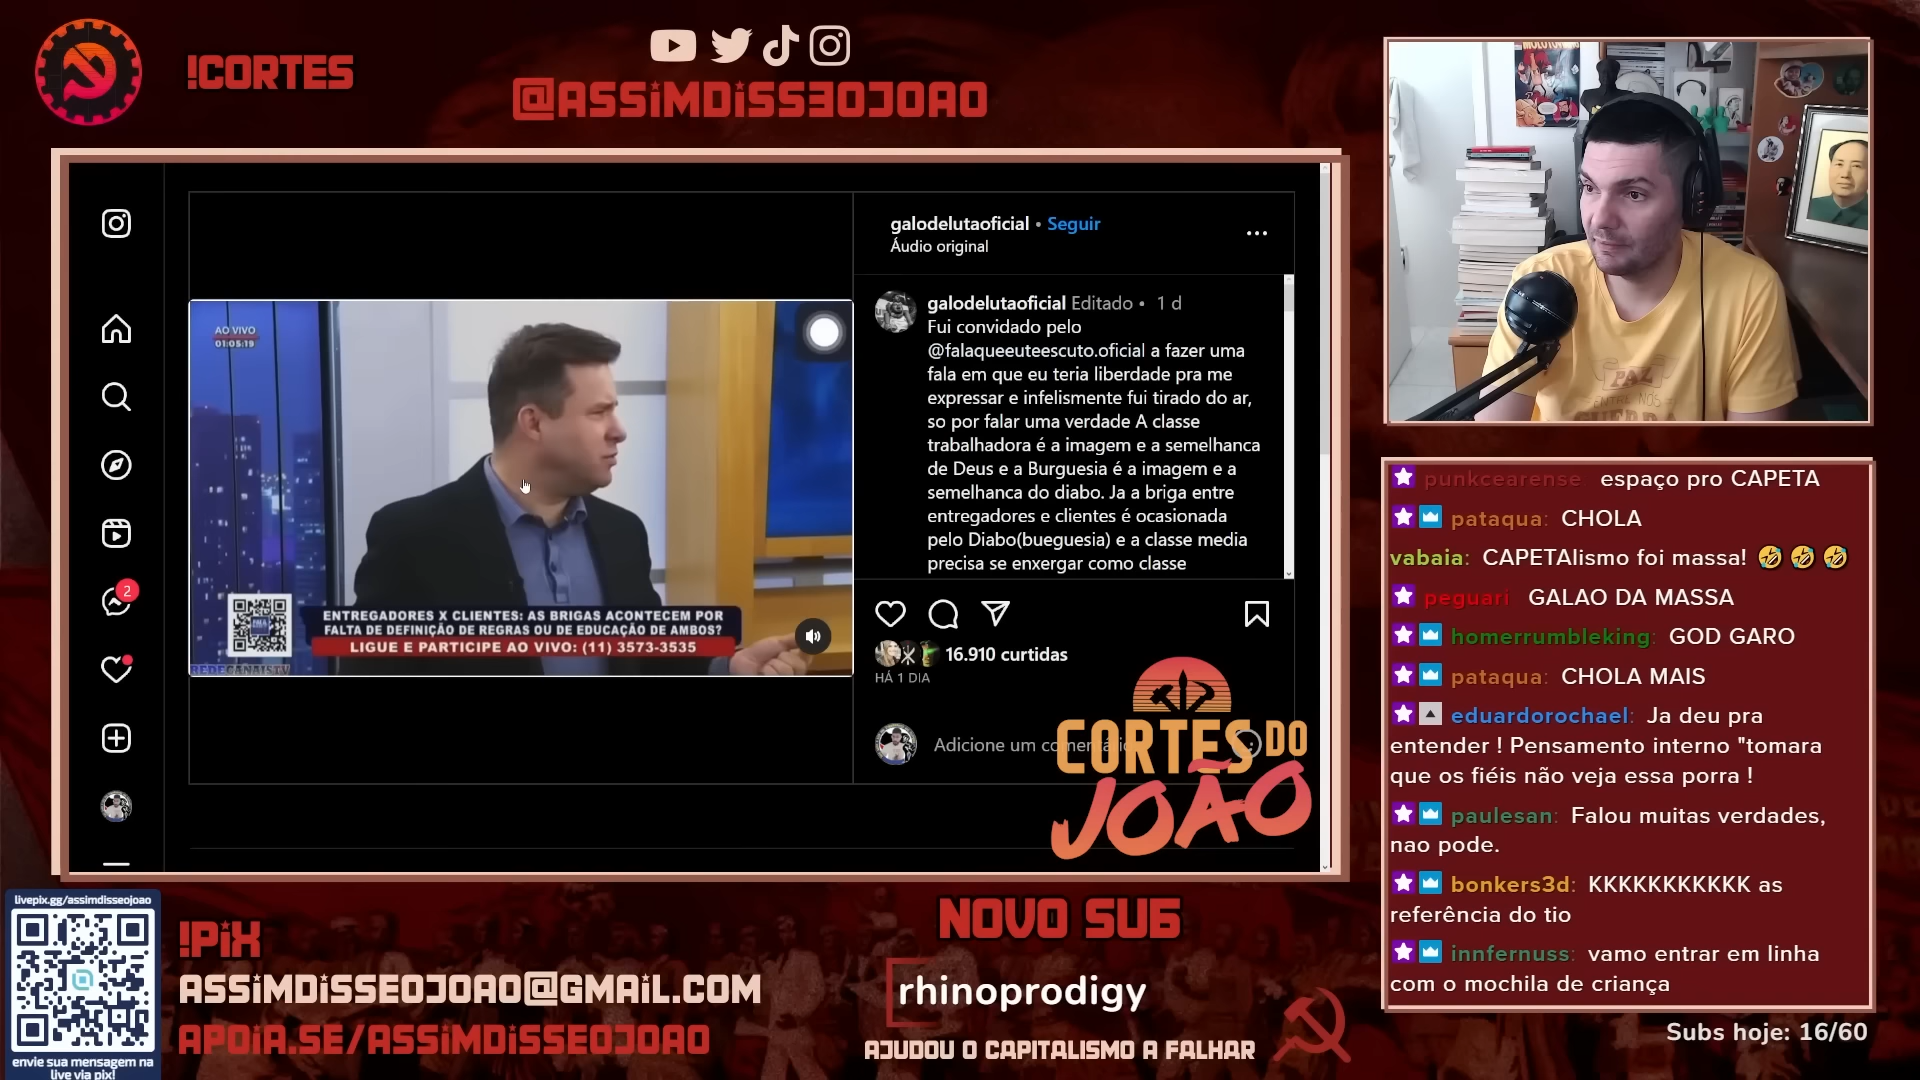 !CORTES
@ASSIMDISSEOJOAO
galodelutaoficial • Seguir
Áudio original
galodelutaoficial Editado • 1 d
Fui convidado pelo
@falaqueeuteescuto.oficial a fazer uma
fala em que eu teria liberdade pra me
expressar e infelismente fui tirado do ar,
so por falar uma verdade A classe
trabalhadora é a imagem e a semelhanca
de Deus e a Burguesia é a imagem e a
semelhanca do diabo. Ja a briga entre
entregadores e clientes é ocasionada
pelo Diabo(bueguesia) e a classe media
precisa se enxergar como classe
16.910 curtidas
HÁ 1 DIA
AO VIVO
01:05:19
ENTREGADORES X CLIENTES: AS BRIGAS ACONTECEM POR
FALTA DE DEFINIÇÃO DE REGRAS OU DE EDUCAÇÃO DE AMBOS?
LIGUE E PARTICIPE AO VIVO: (11) 3573-3535
REDECANAISTV
2
CORTES DO
JOÃO
PAZ
ENTRE NÓS
GUERRA
punkcearense: espaço pro CAPETA
pataqua: CHOLA
vabaia: CAPETAlismo foi massa! 🤣 🤣 🤣
peguari: GALAO DA MASSA
homerrumbleking: GOD GARO
pataqua: CHOLA MAIS
eduardorochael: Ja deu pra
entender ! Pensamento interno "tomara
que os fiéis não veja essa porra !
paulesan: Falou muitas verdades,
nao pode.
bonkers3d: KKKKKKKKKKK as
referência do tio
innfernuss: vamo entrar em linha
com o mochila de criança
Subs hoje: 16/60
livepix.gg/assimdisseojoao
envie sua mensagem na
live via pix!
!PIX
ASSIMDISSEOJOAO@GMAIL.COM
APOIA.SE/ASSIMDISSEOJOAO
NOVO SUB
rhinoprodigy
AJUDOU O CAPITALISMO A FALHAR